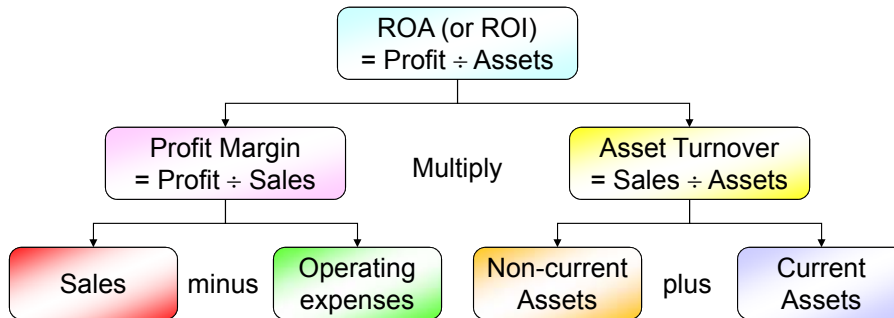 ROA (or ROI)
= Profit ÷ Assets
Profit Margin
= Profit ÷ Sales
Multiply
Asset Turnover
= Sales ÷ Assets
Sales
minus
Operating
expenses
Non-current
Assets
plus
Current
Assets